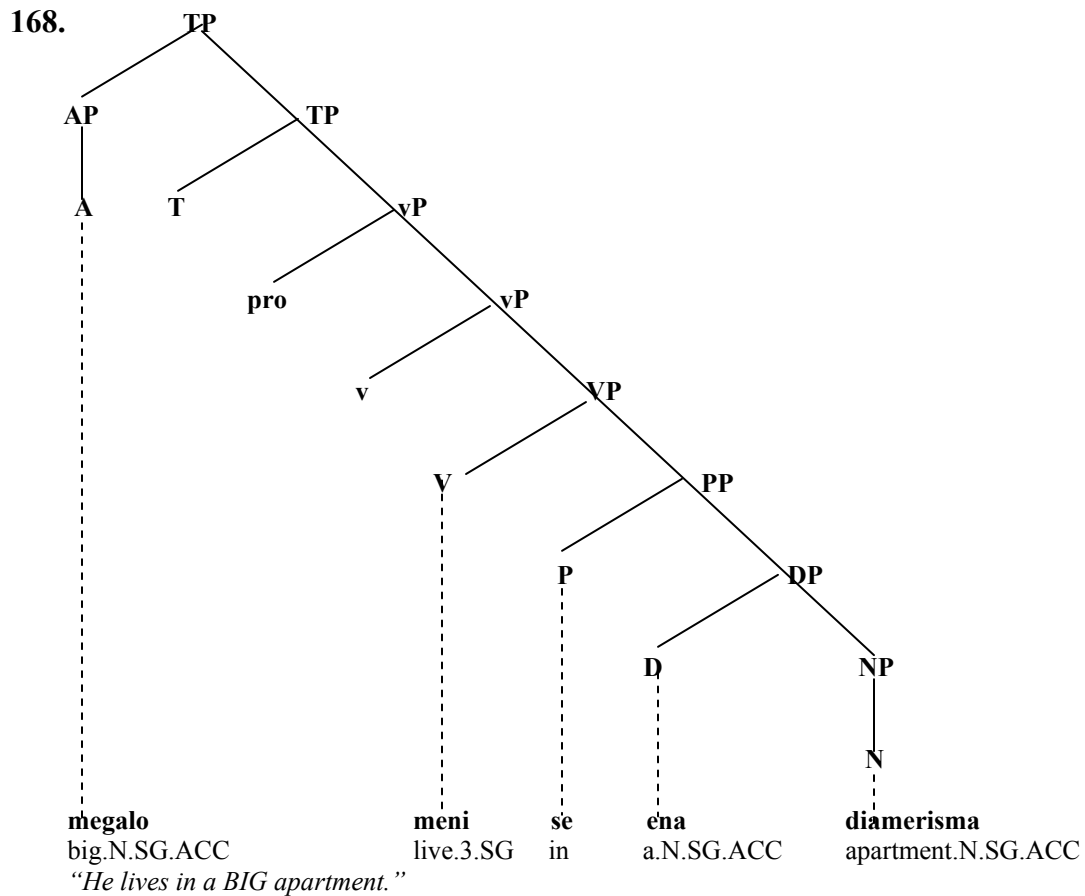 168.
TP
AP TP
A T vP
pro vP
v VP
V PP
P DP
D NP
N
megalo meni se ena diamerisma
big.N.SG.ACC live.3.SG in a.N.SG.ACC apartment.N.SG.ACC
“He lives in a BIG apartment.”